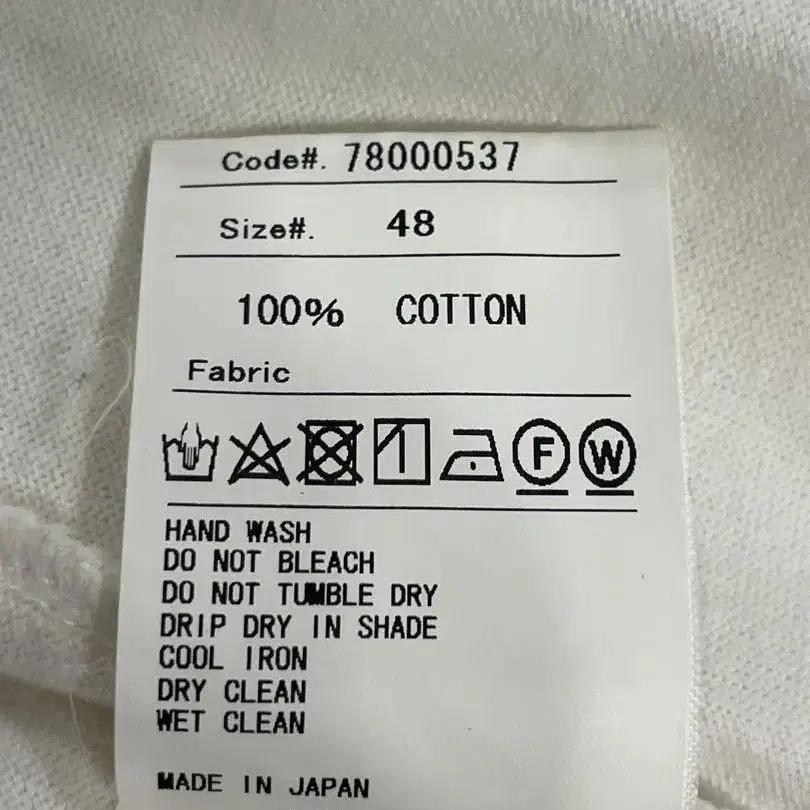 Code#. 78000537
Size#. 48
100% COTTON
Fabric
F W
HAND WASH
DO NOT BLEACH
DO NOT TUMBLE DRY
DRIP DRY IN SHADE
COOL IRON
DRY CLEAN
WET CLEAN
MADE IN JAPAN